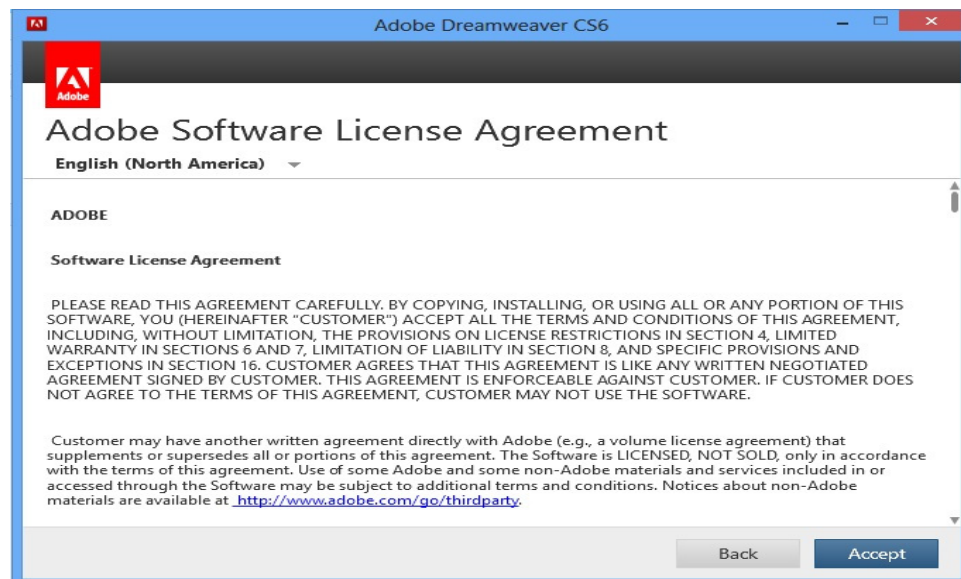 Adobe Dreamweaver CS6
Adobe
Adobe Software License Agreement
English (North America)
ADOBE
Software License Agreement
PLEASE READ THIS AGREEMENT CAREFULLY. BY COPYING, INSTALLING, OR USING ALL OR ANY PORTION OF THIS
SOFTWARE, YOU (HEREINAFTER “CUSTOMER”) ACCEPT ALL THE TERMS AND CONDITIONS OF THIS AGREEMENT,
INCLUDING, WITHOUT LIMITATION, THE PROVISIONS ON LICENSE RESTRICTIONS IN SECTION 4, LIMITED
WARRANTY IN SECTIONS 6 AND 7, LIMITATION OF LIABILITY IN SECTION 8, AND SPECIFIC PROVISIONS AND
EXCEPTIONS IN SECTION 16. CUSTOMER AGREES THAT THIS AGREEMENT IS LIKE ANY WRITTEN NEGOTIATED
AGREEMENT SIGNED BY CUSTOMER. THIS AGREEMENT IS ENFORCEABLE AGAINST CUSTOMER. IF CUSTOMER DOES
NOT AGREE TO THE TERMS OF THIS AGREEMENT, CUSTOMER MAY NOT USE THE SOFTWARE.
Customer may have another written agreement directly with Adobe (e.g., a volume license agreement) that
supplements or supersedes all or portions of this agreement. The Software is LICENSED, NOT SOLD, only in accordance
with the terms of this agreement. Use of some Adobe and some non-Adobe materials and services included in or
accessed through the Software may be subject to additional terms and conditions. Notices about non-Adobe
materials are available at http://www.adobe.com/go/thirdparty.
Back
Accept